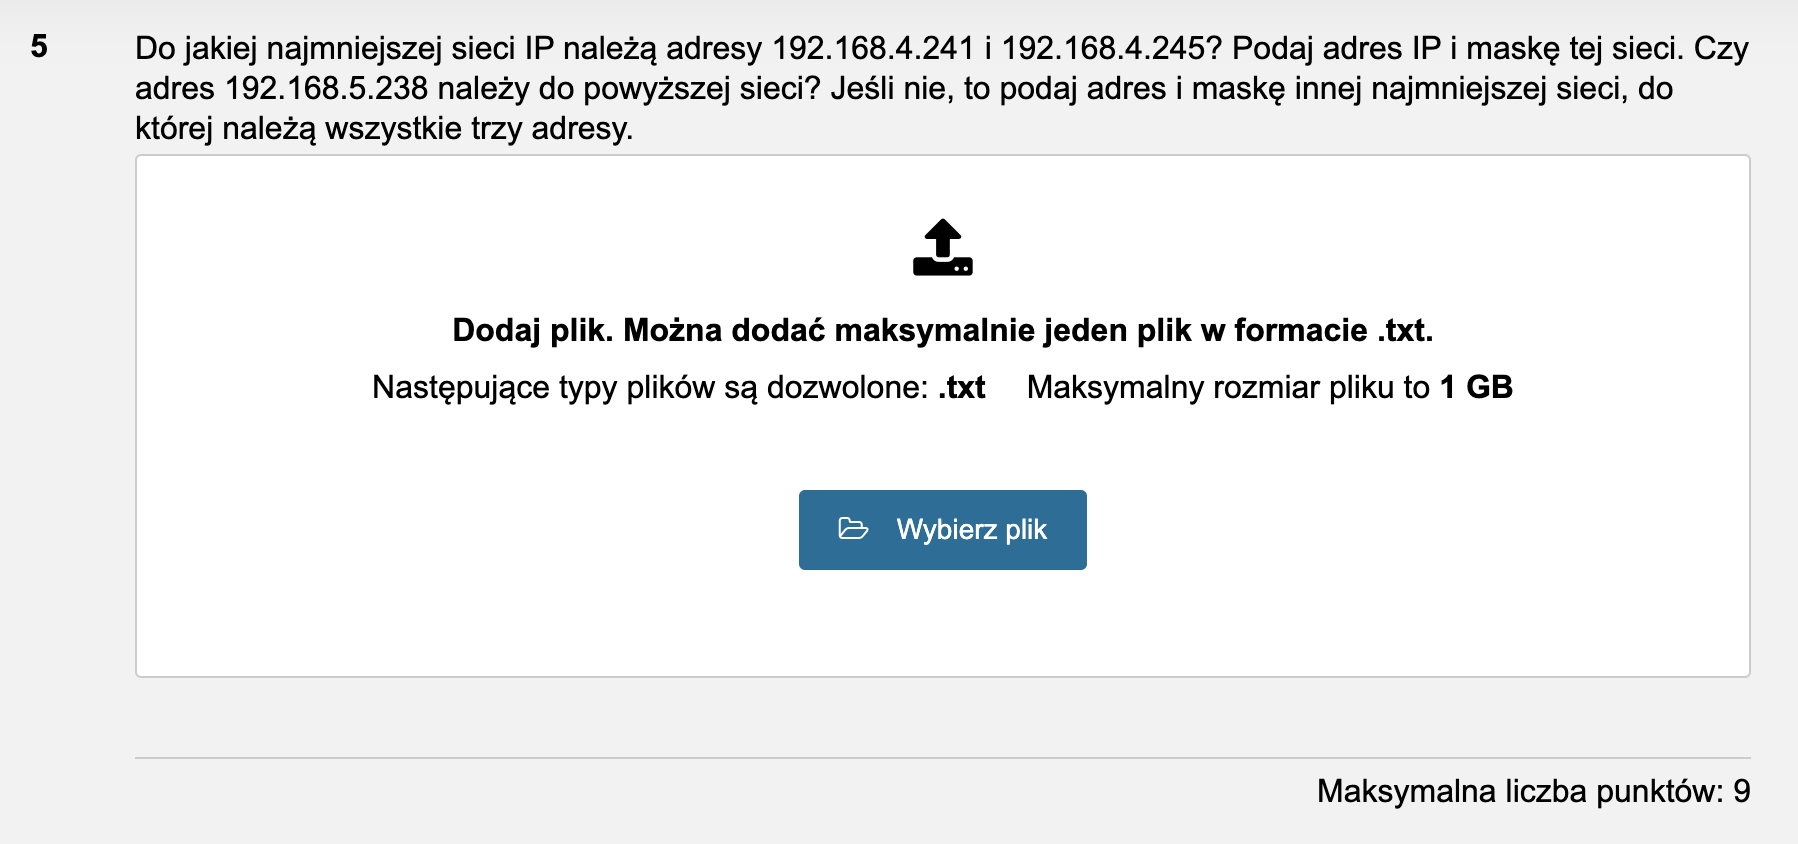 5
Do jakiej najmniejszej sieci IP należą adresy 192.168.4.241 i 192.168.4.245? Podaj adres IP i maskę tej sieci. Czy
adres 192.168.5.238 należy do powyższej sieci? Jeśli nie, to podaj adres i maskę innej najmniejszej sieci, do
której należą wszystkie trzy adresy.
Dodaj plik. Można dodać maksymalnie jeden plik w formacie .txt.
Następujące typy plików są dozwolone: .txt Maksymalny rozmiar pliku to 1 GB
Wybierz plik
Maksymalna liczba punktów: 9